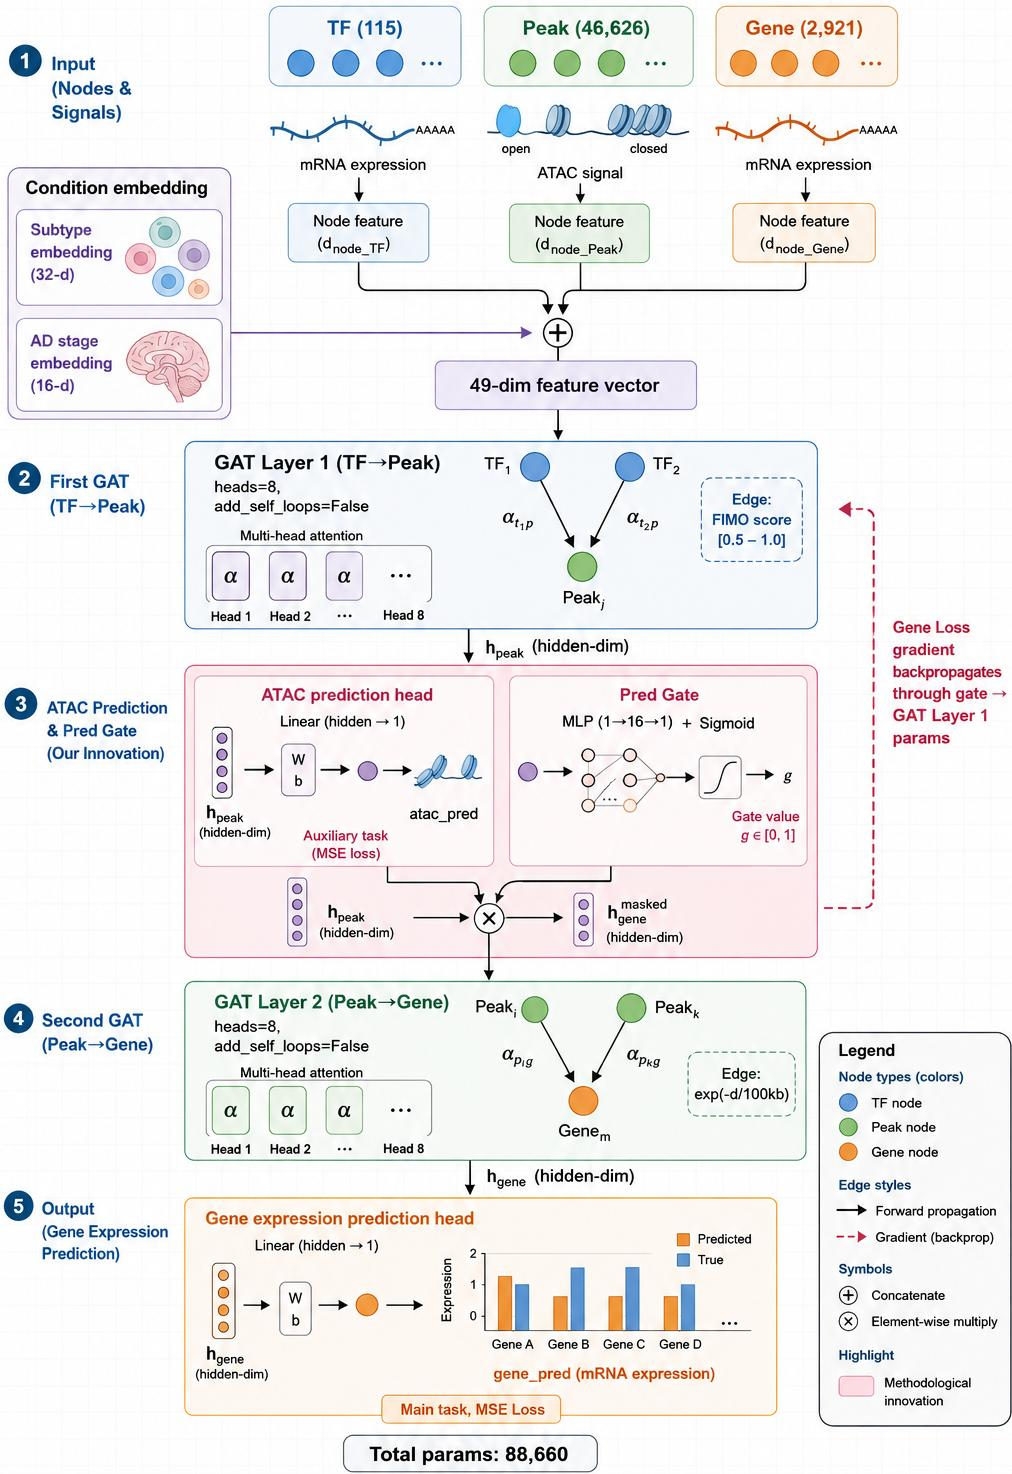 TF (115)
Peak (46,626)
Gene (2,921)
1
Input
(Nodes &
Signals)
AAAAA
open
closed
AAAAA
mRNA expression
ATAC signal
mRNA expression
Condition embedding
Subtype
embedding
(32-d)
AD stage
embedding
(16-d)
Node feature
(d node_TF)
Node feature
(d node_Peak)
Node feature
(d node_Gene)
+
49-dim feature vector
2
First GAT
(TF→Peak)
GAT Layer 1 (TF→Peak)
heads=8,
add_self_loops=False
Multi-head attention
α α α ...
Head 1 Head 2 ... Head 8
TF1
TF2
αt1p
αt2p
Peakj
Edge:
FIMO score
[0.5 – 1.0]
hpeak (hidden-dim)
Gene Loss
gradient
backpropagates
through gate →
GAT Layer 1
params
3
ATAC Prediction
& Pred Gate
(Our Innovation)
ATAC prediction head
Linear (hidden → 1)
W
b
hpeak
(hidden-dim)
atac_pred
Auxiliary task
(MSE loss)
Pred Gate
MLP (1→16→1) + Sigmoid
...
g
Gate value
g ∈ [0, 1]
hpeak
(hidden-dim)
×
h masked gene
(hidden-dim)
4
Second GAT
(Peak→Gene)
GAT Layer 2 (Peak→Gene)
heads=8,
add_self_loops=False
Multi-head attention
α α α ...
Head 1 Head 2 ... Head 8
Peaki
Peakk
αpig
αpkg
Genem
Edge:
exp(-d/100kb)
hgene (hidden-dim)
5
Output
(Gene Expression
Prediction)
Gene expression prediction head
Linear (hidden → 1)
W
b
hgene
(hidden-dim)
Predicted
True
Expression
2
1
0
Gene A Gene B Gene C Gene D ...
gene_pred (mRNA expression)
Main task, MSE Loss
Total params: 88,660
Legend
Node types (colors)
TF node
Peak node
Gene node
Edge styles
Forward propagation
Gradient (backprop)
Symbols
+ Concatenate
× Element-wise multiply
Highlight
Methodological
innovation